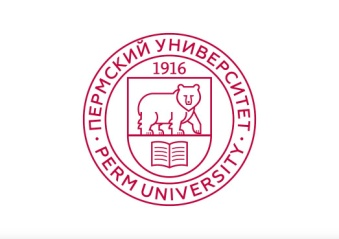 ПЕРМСКИЙ УНИВЕРСИТЕТ
1916
PERM UNIVERSITY